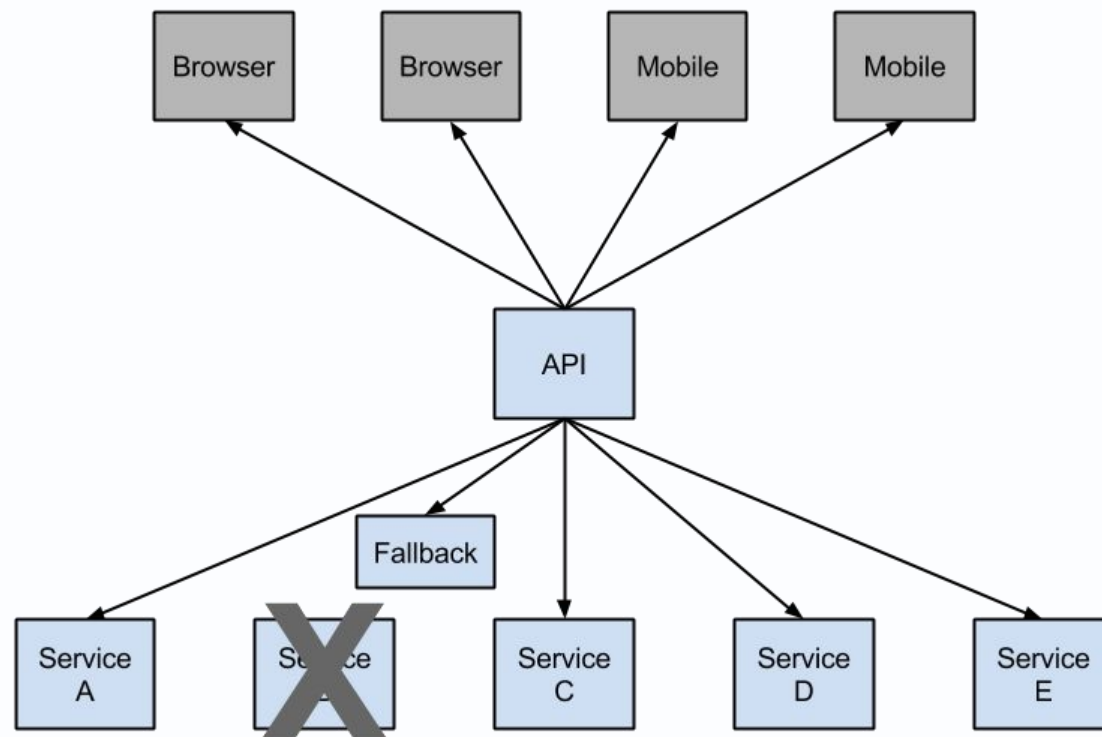 Browser
Browser
Mobile
Mobile
API
Fallback
Service
A
Service
C
Service
D
Service
E